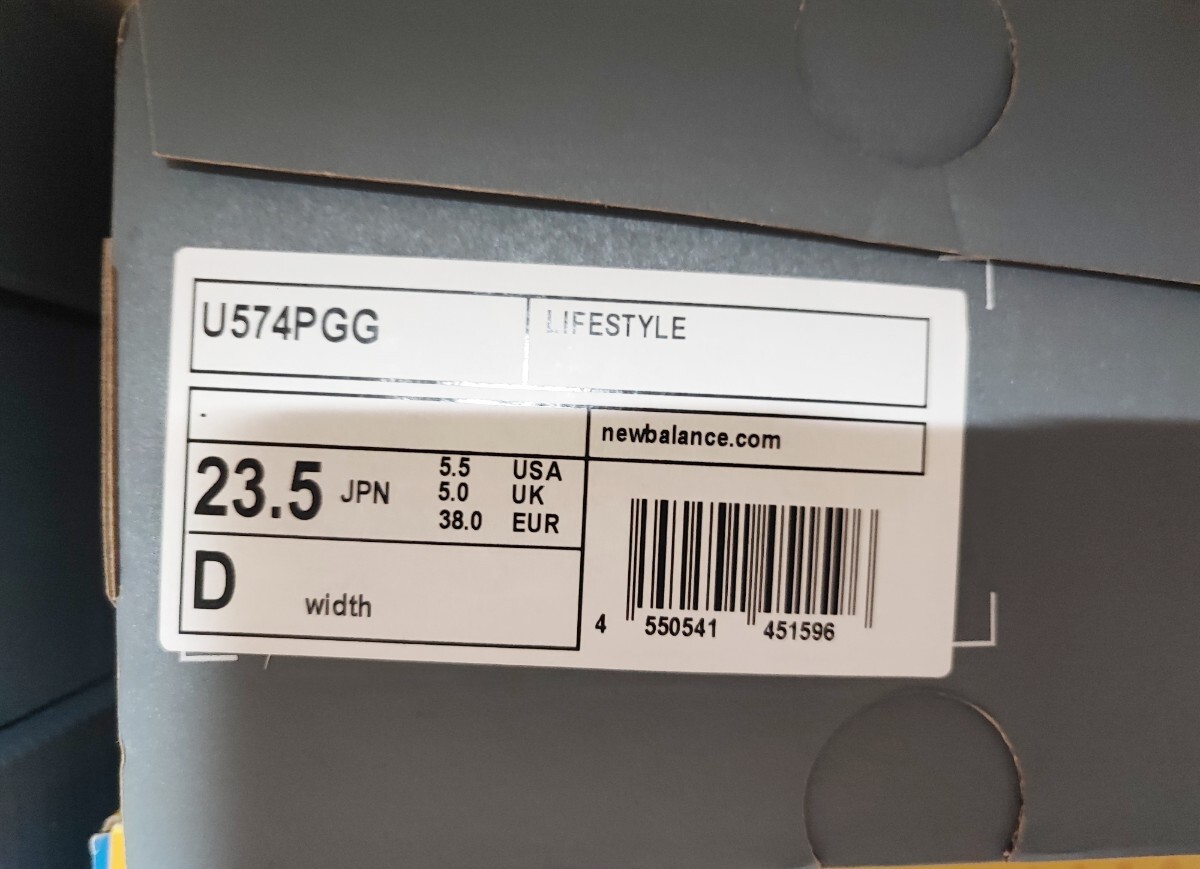 U574PGG
LIFESTYLE
newbalance.com
23.5 JPN
5.5 USA
5.0 UK
38.0 EUR
D width
4 550541 451596